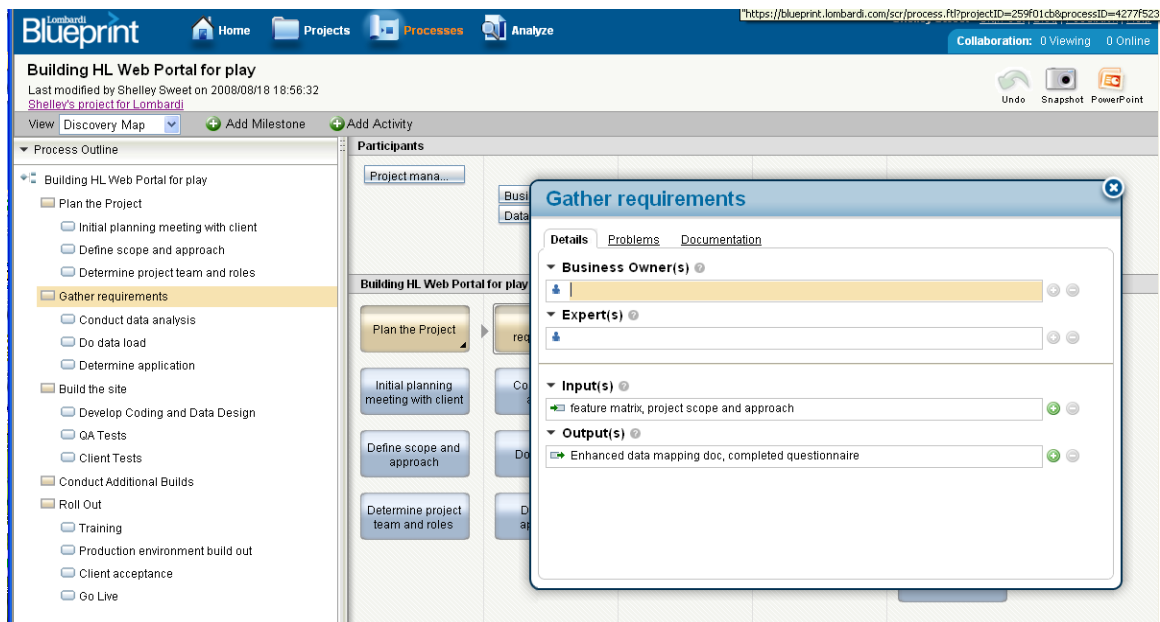 "https://blueprint.lombardi.com/scr/process.ftl?projectID=259f01cb&processID=4277f523
Lombardi
Blueprint
Home
Projects
Processes
Analyze
Collaboration: 0 Viewing 0 Online
Building HL Web Portal for play
Last modified by Shelley Sweet on 2008/08/18 18:56:32
Shelley's project for Lombardi
Undo
Snapshot
PowerPoint
View
Discovery Map
Add Milestone
Add Activity
Process Outline
Building HL Web Portal for play
Plan the Project
Initial planning meeting with client
Define scope and approach
Determine project team and roles
Gather requirements
Conduct data analysis
Do data load
Determine application
Build the site
Develop Coding and Data Design
QA Tests
Client Tests
Conduct Additional Builds
Roll Out
Training
Production environment build out
Client acceptance
Go Live
Participants
Project mana...
Busi
Data
Building HL Web Portal for play
Plan the Project
req
Initial planning
meeting with client
Co
Define scope and
approach
Do
Determine project
team and roles
D
Gather requirements
Details
Problems
Documentation
Business Owner(s)
Expert(s)
Input(s)
feature matrix, project scope and approach
Output(s)
Enhanced data mapping doc, completed questionnaire